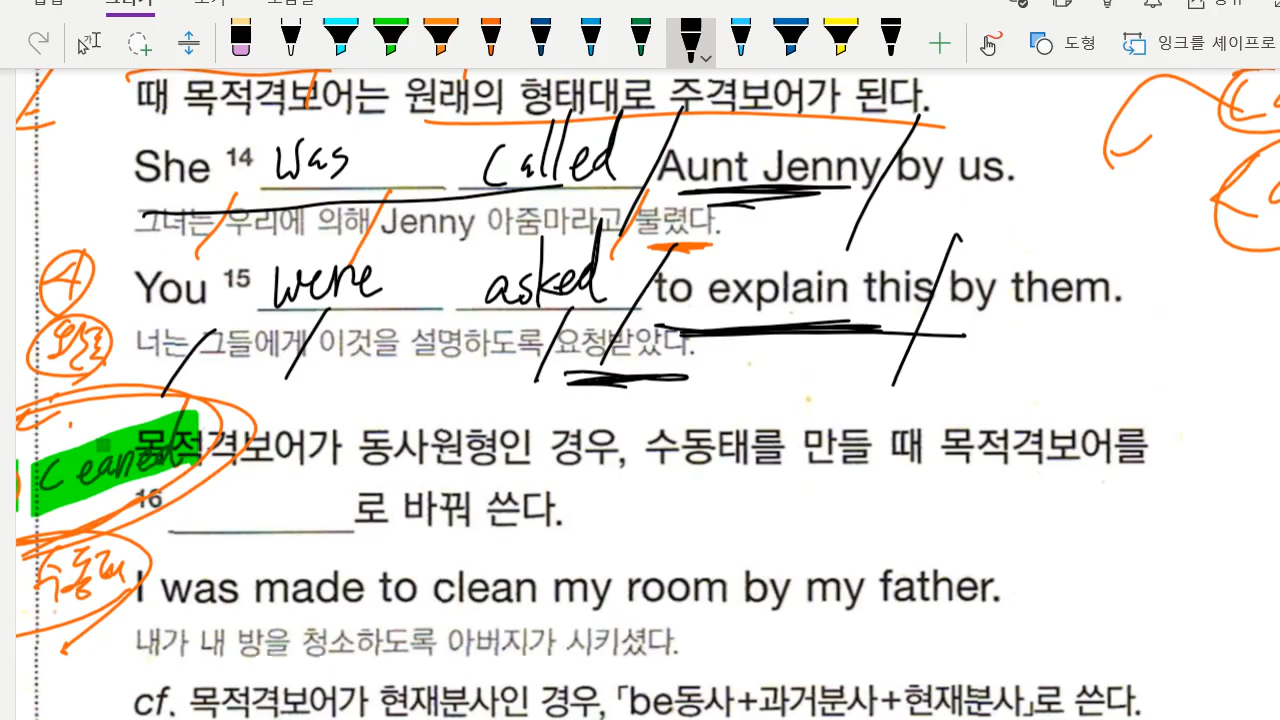 도형
잉크를 셰이프로
때 목적격보어는 원래의 형태대로 주격보어가 된다.
She 14 was called Aunt Jenny by us.
그녀는 우리에 의해 Jenny 아줌마라고 불렸다.
You 15 were asked to explain this by them.
너는 그들에게 이것을 설명하도록 요청받았다.
목적격보어가 동사원형인 경우, 수동태를 만들 때 목적격보어를
16 로 바꿔 쓴다.
수동태
I was made to clean my room by my father.
내가 내 방을 청소하도록 아버지가 시키셨다.
cf. 목적격보어가 현재분사인 경우, 「be동사+과거분사+현재분사」로 쓴다.